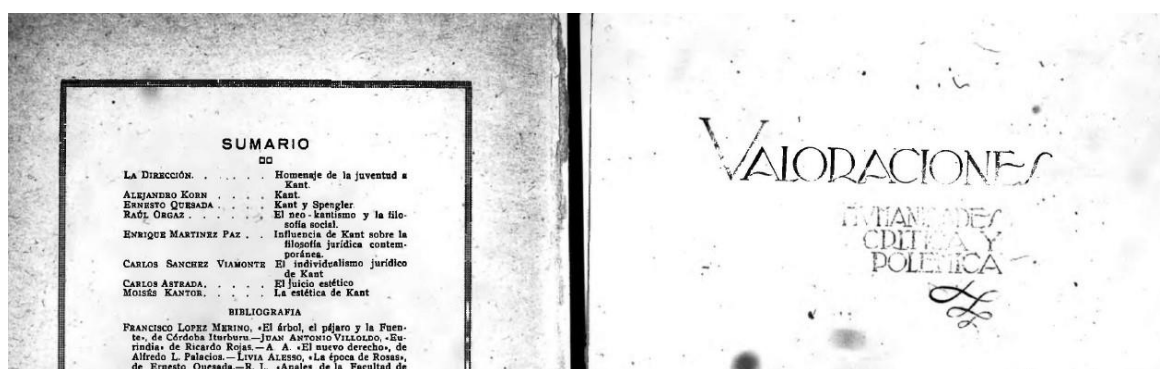 SUMARIO
LA DIRECCIÓN. . . . . . Homenaje de la juventud a
Kant.
ALEJANDRO KORN . . . . Kant.
ERNESTO QUESADA . . . . Kant y Spengler
RAÚL ORGAZ . . . . . . El neo-kantismo y la filo-
sofía social.
ENRIQUE MARTINEZ PAZ . . Influencia de Kant sobre la
filosofía jurídica contem-
poránea.
CARLOS SANCHEZ VIAMONTE El individualismo jurídico
de Kant
CARLOS ASTRADA. . . . . El juicio estético
MOISÉS KANTOR. . . . . La estética de Kant
BIBLIOGRAFIA
FRANCISCO LOPEZ MERINO, «El árbol, el pájaro y la Fuen-
te», de Córdoba Iturburu.—JUAN ANTONIO VILLOLDO, «Eu-
rindia» de Ricardo Rojas.—A. A. «El nuevo derecho», de
Alfredo L. Palacios.—LIVIA ALESSO, «La época de Rosas»,
de Ernesto Quesada.—R. L. «Anales de la Facultad de
VALORACIONES
HUMANIDADES
CRITICA Y
POLEMICA